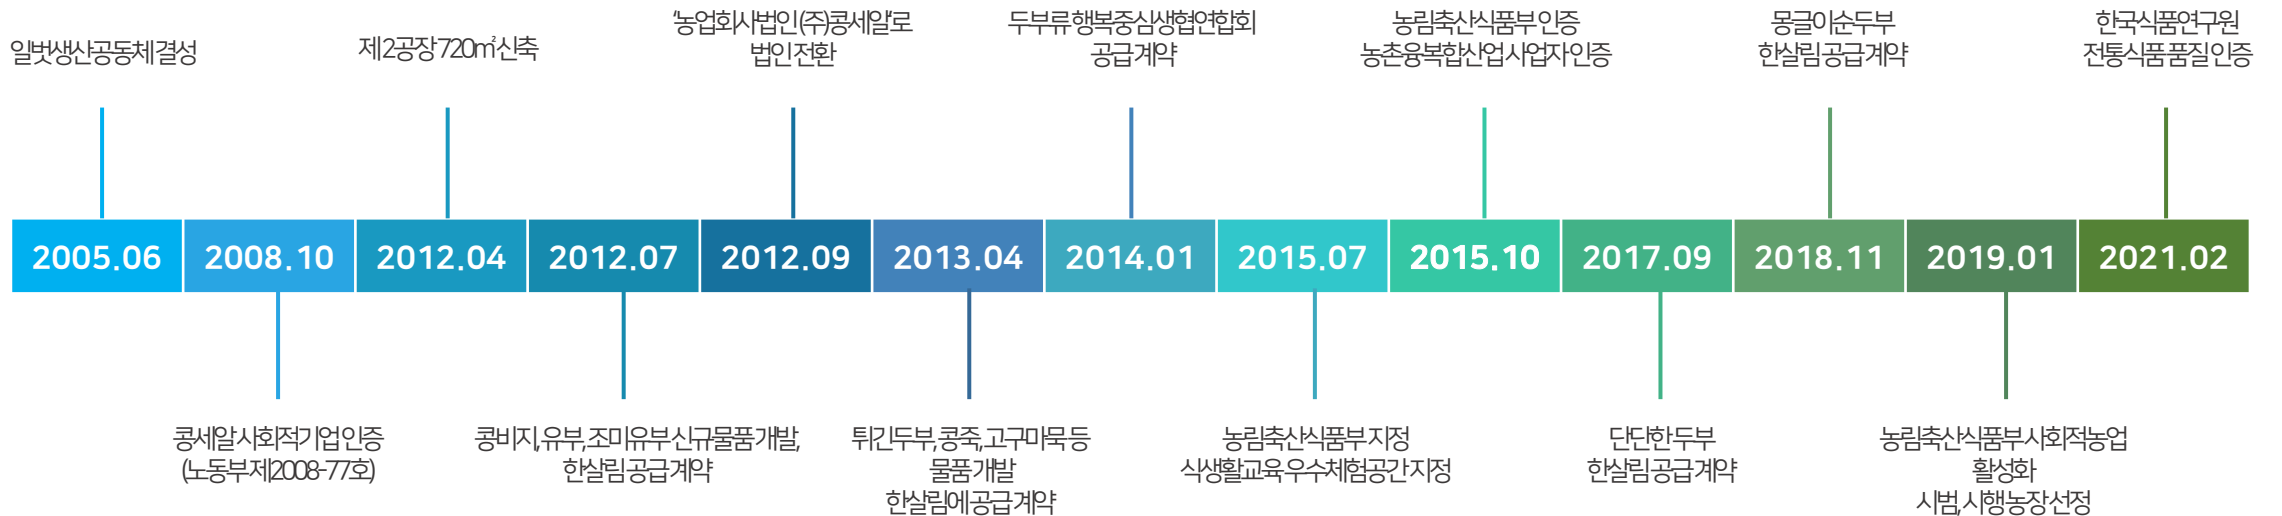 일벗생산공동체 결성
제2공장 720㎡ 신축
'농업회사법인 (주)콩세알'로
법인 전환
두부류 행복중심생협연합회
공급계약
농림축산식품부 인증
농촌융복합산업 사업자 인증
몽글이순두부
한살림 공급계약
한국식품연구원
전통식품 품질인증
2005.06
2008.10
2012.04
2012.07
2012.09
2013.04
2014.01
2015.07
2015.10
2017.09
2018.11
2019.01
2021.02
콩세알 사회적기업 인증
(노동부 제2008-77호)
콩비지, 유부, 조미유부 신규물품 개발,
한살림 공급계약
튀긴두부, 콩죽, 고구마묵 등
물품 개발
한살림에 공급 계약
농림축산식품부 지정
식생활교육 우수체험공간 지정
단단한 두부
한살림 공급계약
농림축산식품부 사회적농업
활성화
시범, 시행 농장 선정